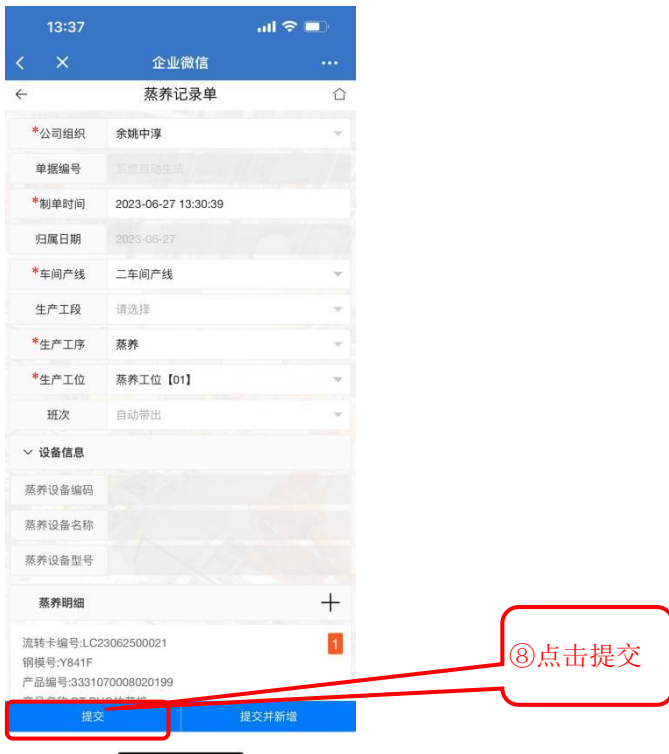 13:37
企业微信
蒸养记录单
*公司组织 余姚中淳
单据编号 系统自动生成
*制单时间 2023-06-27 13:30:39
归属日期 2023-06-27
*车间产线 二车间产线
生产工段 请选择
*生产工序 蒸养
*生产工位 蒸养工位【01】
班次 自动带出
设备信息
蒸养设备编码
蒸养设备名称
蒸养设备型号
蒸养明细
流转卡编号:LC23062500021 1
钢模号:Y841F
产品编号:3331070008020199
提交 提交并新增
⑧点击提交